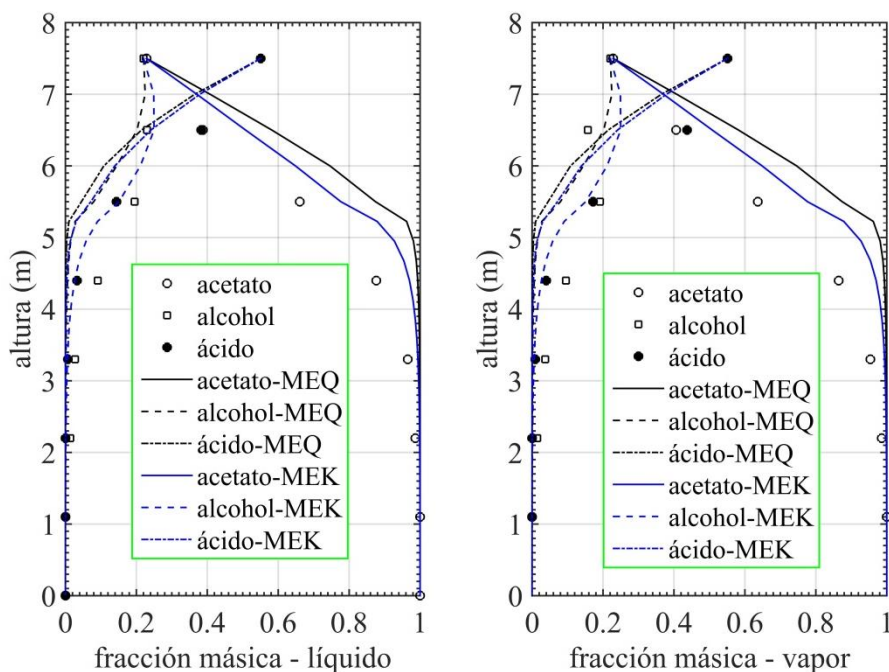 8
7
6
5
4
3
2
1
0
altura (m)
acetato
alcohol
ácido
acetato-MEQ
alcohol-MEQ
ácido-MEQ
acetato-MEK
alcohol-MEK
ácido-MEK
0 0.2 0.4 0.6 0.8 1
fracción másica - líquido
8
7
6
5
4
3
2
1
0
altura (m)
acetato
alcohol
ácido
acetato-MEQ
alcohol-MEQ
ácido-MEQ
acetato-MEK
alcohol-MEK
ácido-MEK
0 0.2 0.4 0.6 0.8 1
fracción másica - vapor